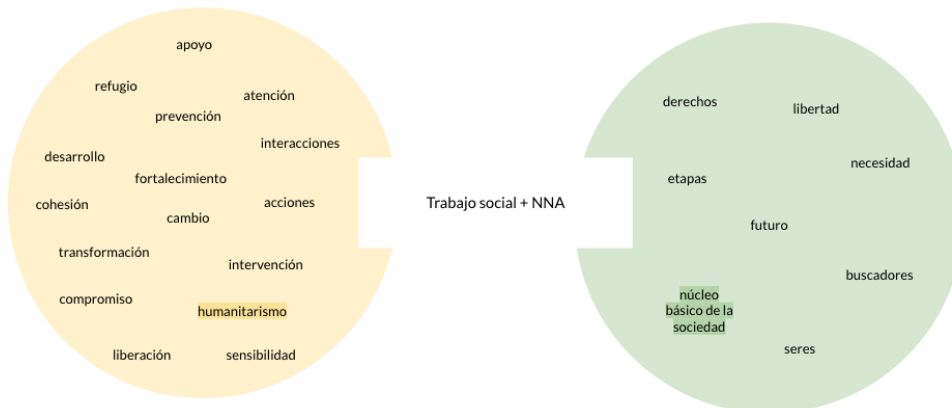 apoyo
refugio
atención
prevención
interacciones
desarrollo
fortalecimiento
cohesión
acciones
cambio
transformación
intervención
compromiso
humanitarismo
liberación
sensibilidad
Trabajo social + NNA
derechos
libertad
necesidad
etapas
futuro
buscadores
núcleo
básico de la
sociedad
seres